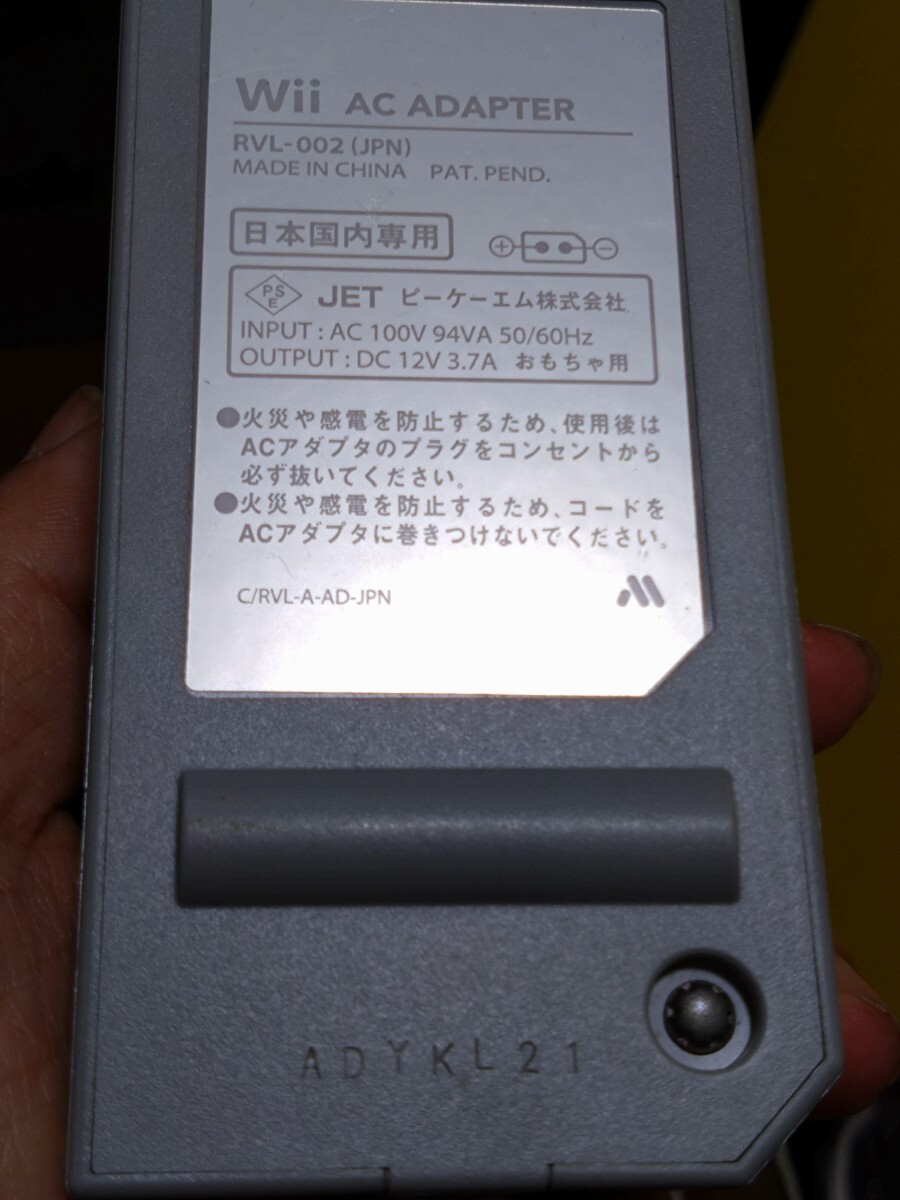 Wii AC ADAPTER
RVL-002 (JPN)
MADE IN CHINA PAT. PEND.
日本国内専用
PSE JET ピーケーエム株式会社
INPUT : AC 100V 94VA 50/60Hz
OUTPUT : DC 12V 3.7A おもちゃ用
●火災や感電を防止するため、使用後は
ACアダプタのプラグをコンセントから
必ず抜いてください。
●火災や感電を防止するため、コードを
ACアダプタに巻きつけないでください。
C/RVL-A-AD-JPN
ADYKL21